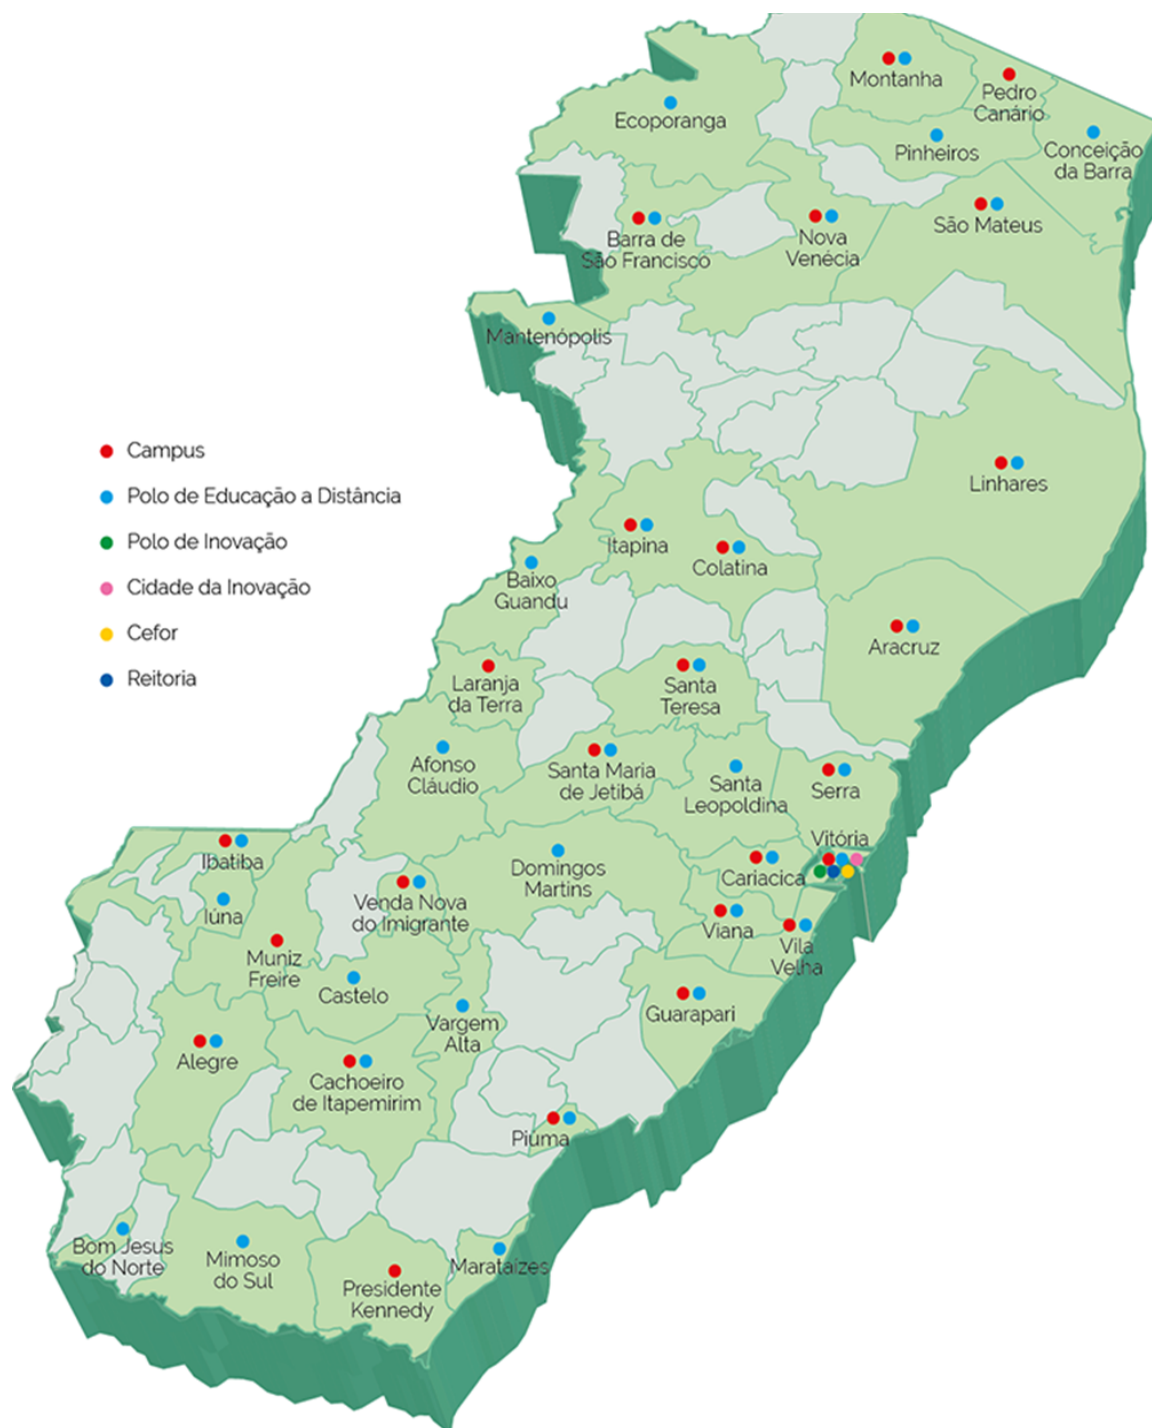 Montanha
Pedro
Canário
Ecoporanga
Pinheiros
Conceição
da Barra
São Mateus
Barra de
São Francisco
Nova
Venécia
Mantenópolis
Campus
Polo de Educação a Distância
Polo de Inovação
Cidade da Inovação
Cefor
Reitoria
Linhares
Itapina
Colatina
Baixo
Guandu
Aracruz
Laranja
da Terra
Santa
Teresa
Afonso
Cláudio
Santa Maria
de Jetibá
Santa
Leopoldina
Serra
Vitória
Ibatiba
Domingos
Martins
Cariacica
Iúna
Venda Nova
do Imigrante
Viana
Vila
Velha
Muniz
Freire
Castelo
Vargem
Alta
Guarapari
Alegre
Cachoeiro
de Itapemirim
Piúma
Bom Jesus
do Norte
Mimoso
do Sul
Marataízes
Presidente
Kennedy